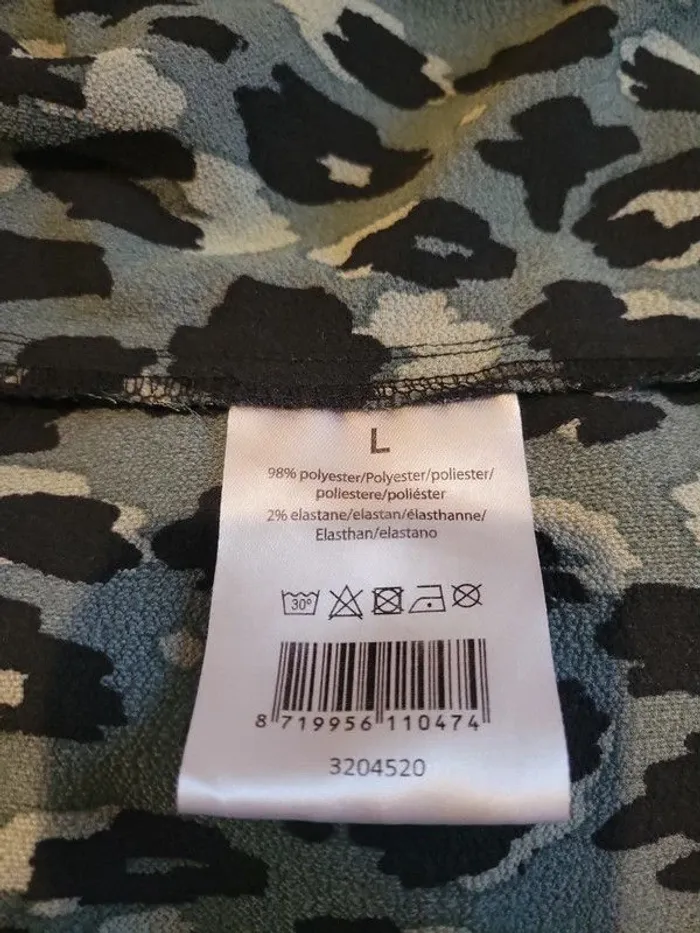 L
98% polyester/Polyester/poliester/
poliestere/poliéster
2% elastane/elastan/élasthanne/
Elasthan/elastano
30°
8 719956 110474
3204520